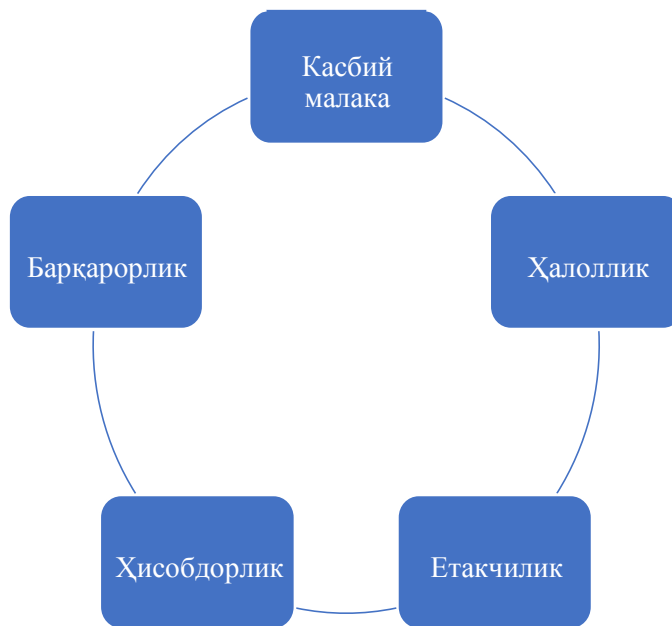 Касбий
малака
Барқарорлик
Ҳалоллик
Ҳисобдорлик
Етакчилик